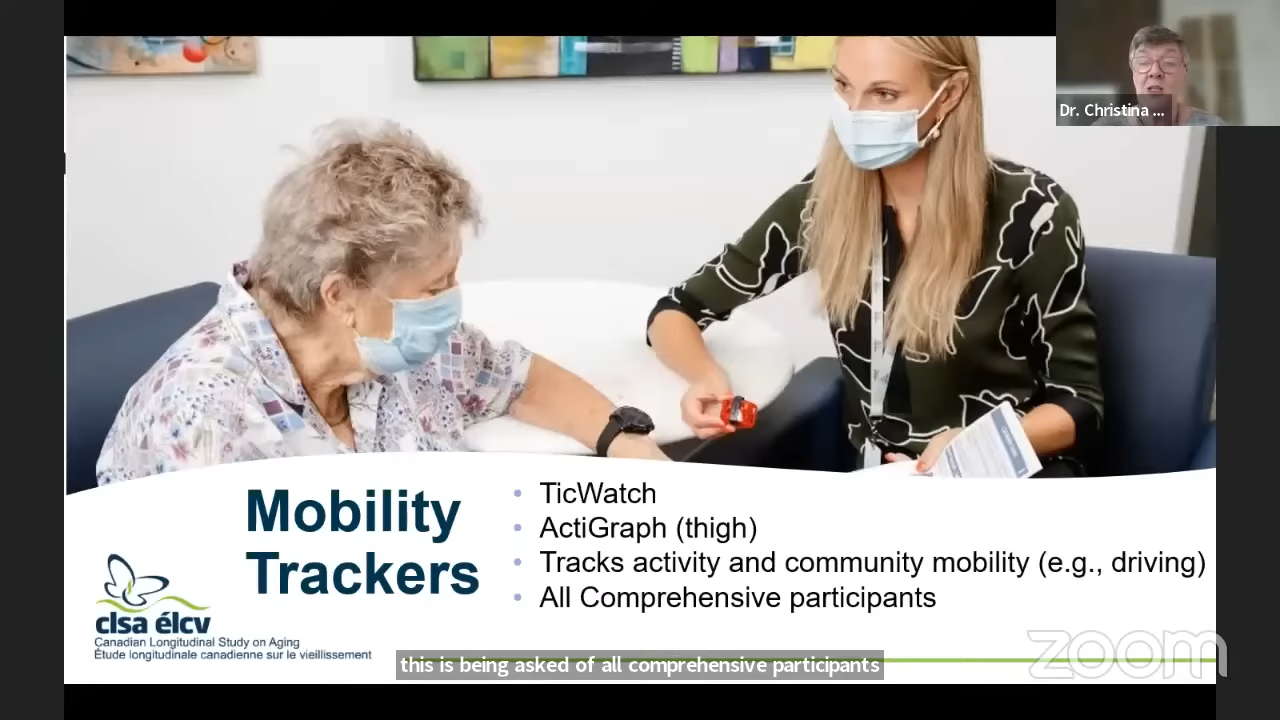 Dr. Christina ...
Mobility
Trackers
• TicWatch
• ActiGraph (thigh)
• Tracks activity and community mobility (e.g., driving)
• All Comprehensive participants
clsa élcv
Canadian Longitudinal Study on Aging
Étude longitudinale canadienne sur le vieillissement
this is being asked of all comprehensive participants
zoom